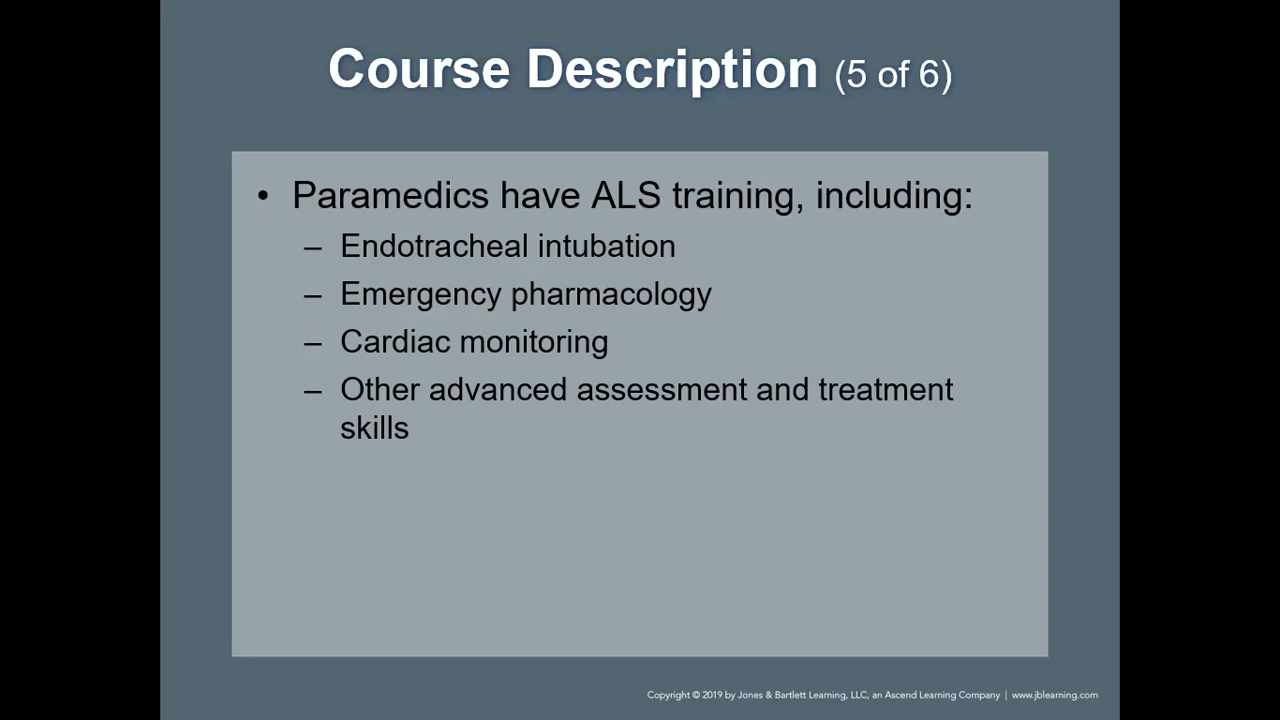 Course Description (5 of 6)
• Paramedics have ALS training, including:
– Endotracheal intubation
– Emergency pharmacology
– Cardiac monitoring
– Other advanced assessment and treatment
skills
Copyright © 2019 by Jones & Bartlett Learning, LLC, an Ascend Learning Company | www.jblearning.com